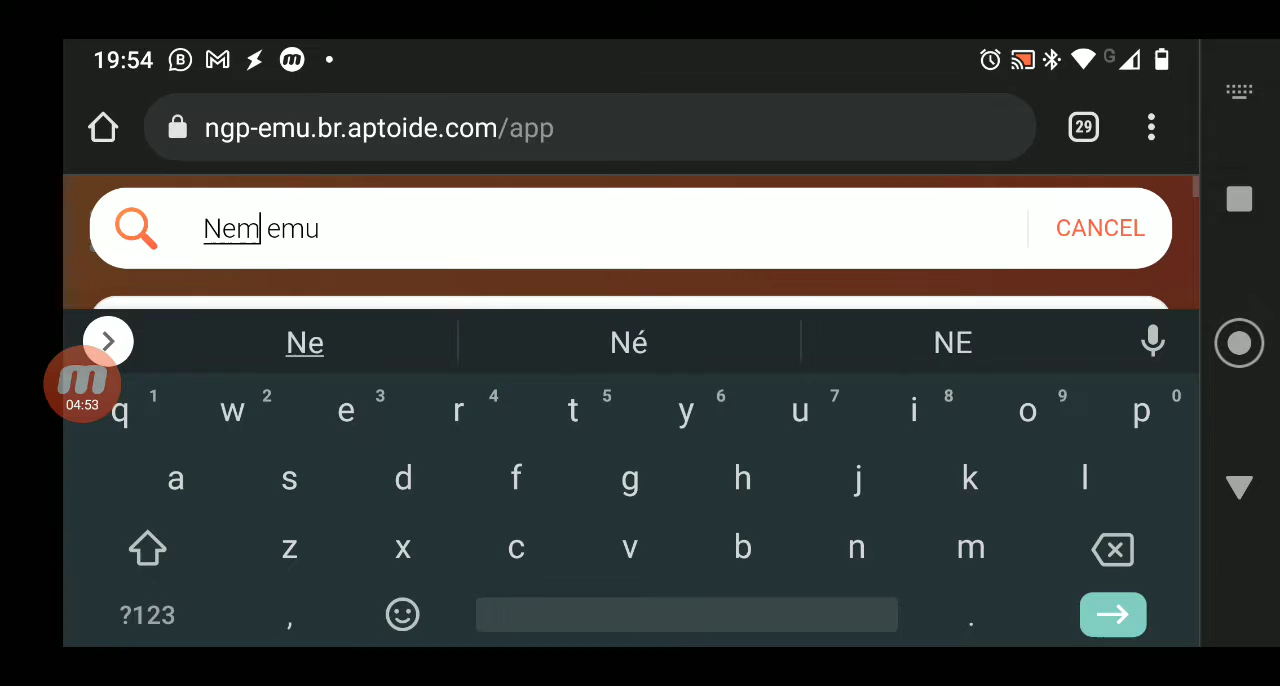 19:54
G
ngp-emu.br.aptoide.com/app
29
Nem emu
CANCEL
Ne Né NE
m
04:53
q 1 w 2 e 3 r 4 t 5 y 6 u 7 i 8 o 9 p 0
a s d f g h j k l
z x c v b n m
?123 , .